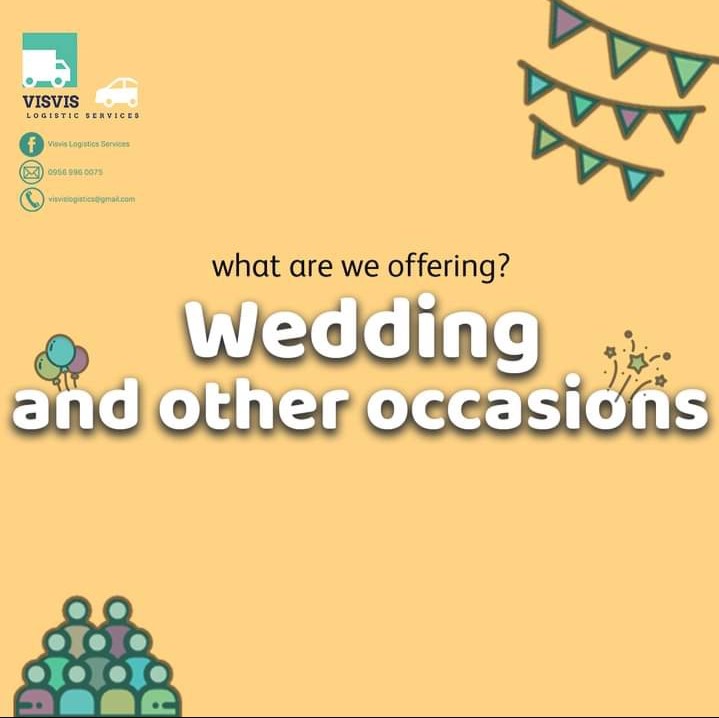 VISVIS
LOGISTIC SERVICES
Visvis Logistics Services
0956 596 0075
visvislogistics@gmail.com
what are we offering?
Wedding
and other occasions